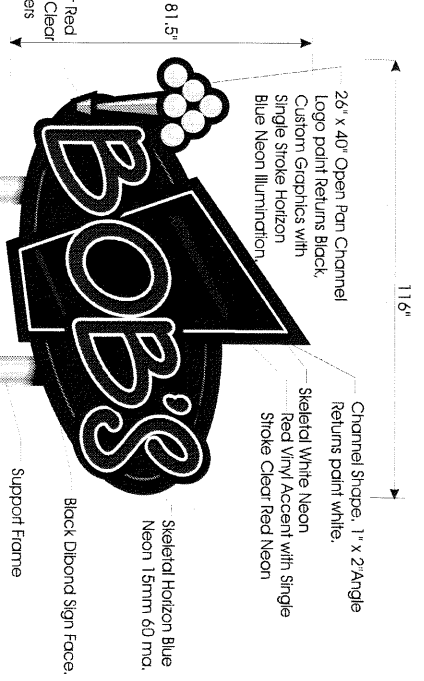 116"
81.5"
26" x 40" Open Pan Channel
Logo paint Returns Black,
Custom Graphics with
Single Stroke Horizon
Blue Neon Illumination.
Channel Shape, 1" x 2"Angle
Returns paint white.
Skeletal White Neon
Red Vinyl Accent with Single
Stroke Clear Red Neon
Red
Clear
ers
BOB'S
Skeletal Horizon Blue
Neon 15mm 60 ma.
Black Dibond Sign Face.
Support Frame